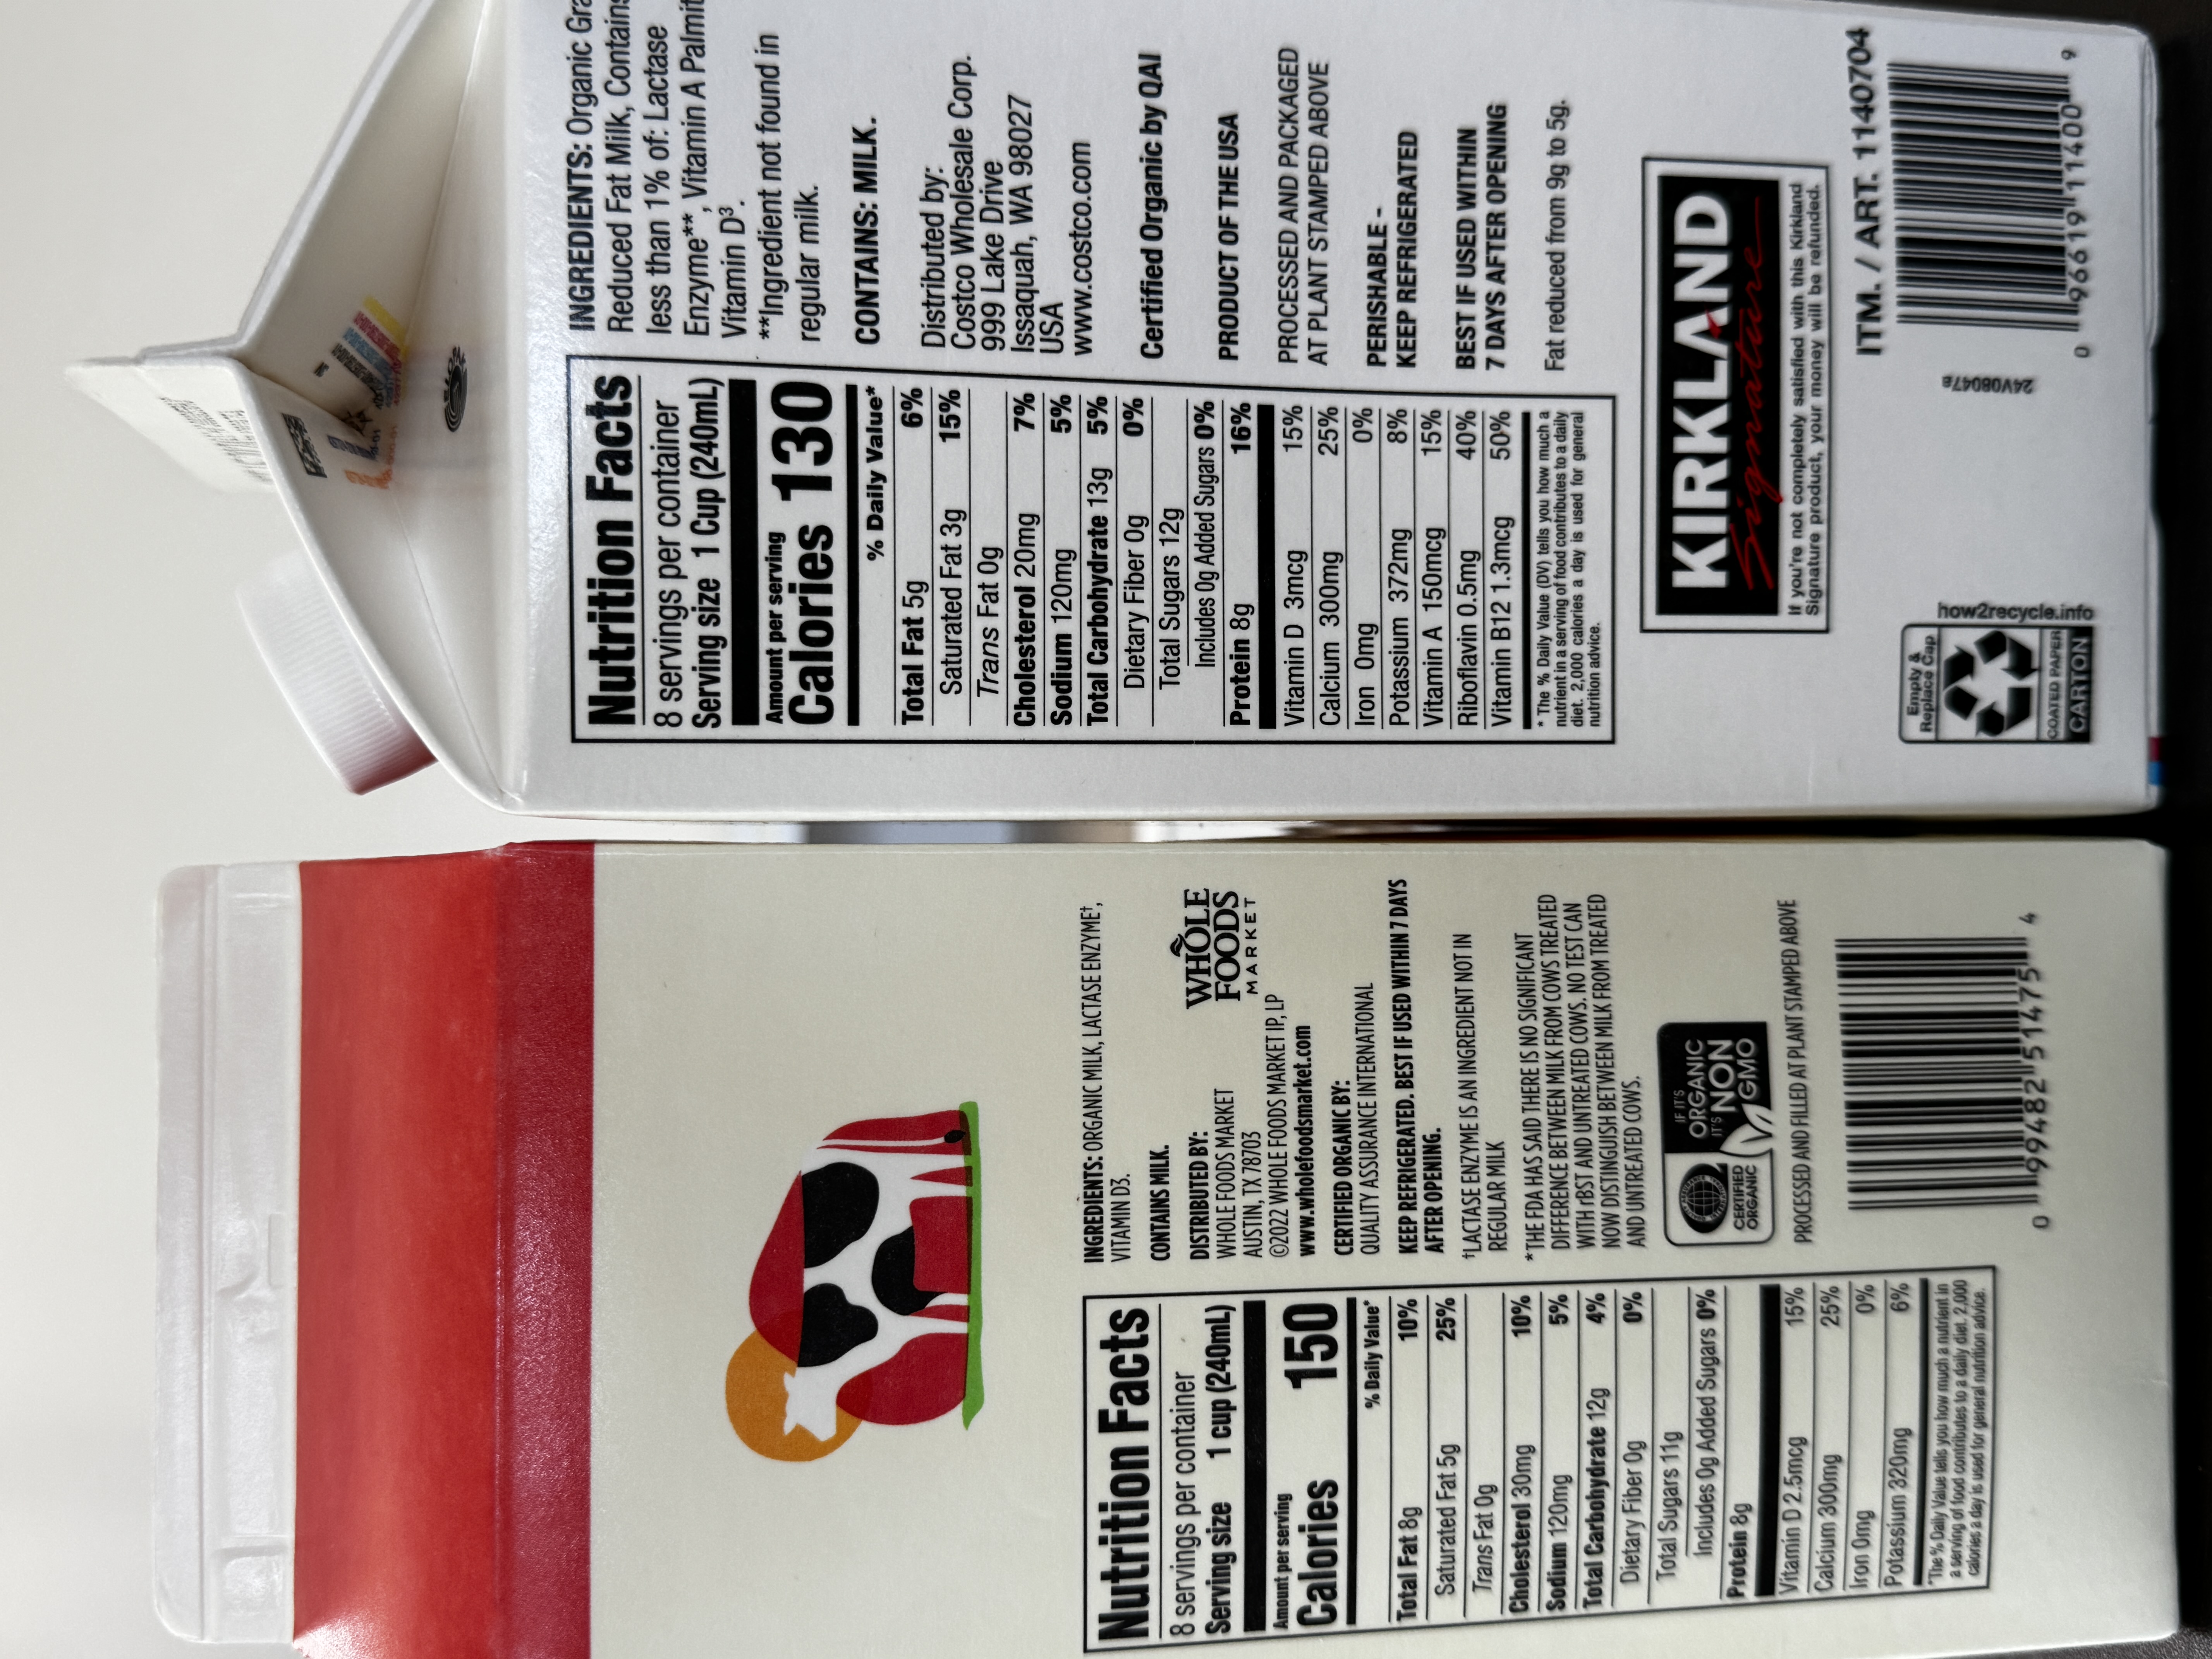 Nutrition Facts
8 servings per container
Serving size 1 cup (240mL)
Amount per serving
Calories 150
% Daily Value*
Total Fat 8g 10%
Saturated Fat 5g 25%
Trans Fat 0g
Cholesterol 30mg 10%
Sodium 120mg 5%
Total Carbohydrate 12g 4%
Dietary Fiber 0g 0%
Total Sugars 11g
Includes 0g Added Sugars 0%
Protein 8g
Vitamin D 2.5mcg 15%
Calcium 300mg 25%
Iron 0mg 0%
Potassium 320mg 6%
*The % Daily Value tells you how much a nutrient in
a serving of food contributes to a daily diet. 2,000
calories a day is used for general nutrition advice.
INGREDIENTS: ORGANIC MILK, LACTASE ENZYME†,
VITAMIN D3.
CONTAINS MILK.
DISTRIBUTED BY:
WHOLE FOODS MARKET
AUSTIN, TX 78703
©2022 WHOLE FOODS MARKET IP, LP
www.wholefoodsmarket.com
WHOLE
FOODS
MARKET
CERTIFIED ORGANIC BY:
QUALITY ASSURANCE INTERNATIONAL
KEEP REFRIGERATED. BEST IF USED WITHIN 7 DAYS
AFTER OPENING.
†LACTASE ENZYME IS AN INGREDIENT NOT IN
REGULAR MILK
*THE FDA HAS SAID THERE IS NO SIGNIFICANT
DIFFERENCE BETWEEN MILK FROM COWS TREATED
WITH rBST AND UNTREATED COWS. NO TEST CAN
NOW DISTINGUISH BETWEEN MILK FROM TREATED
AND UNTREATED COWS.
CERTIFIED
ORGANIC
IF IT'S
ORGANIC
IT'S NON
GMO
PROCESSED AND FILLED AT PLANT STAMPED ABOVE
0 99482 51475 4
Nutrition Facts
8 servings per container
Serving size 1 Cup (240mL)
Amount per serving
Calories 130
% Daily Value*
Total Fat 5g 6%
Saturated Fat 3g 15%
Trans Fat 0g
Cholesterol 20mg 7%
Sodium 120mg 5%
Total Carbohydrate 13g 5%
Dietary Fiber 0g 0%
Total Sugars 12g
Includes 0g Added Sugars 0%
Protein 8g 16%
Vitamin D 3mcg 15%
Calcium 300mg 25%
Iron 0mg 0%
Potassium 372mg 8%
Vitamin A 150mcg 15%
Riboflavin 0.5mg 40%
Vitamin B12 1.3mcg 50%
* The % Daily Value (DV) tells you how much a
nutrient in a serving of food contributes to a daily
diet. 2,000 calories a day is used for general
nutrition advice.
INGREDIENTS: Organic Gra
Reduced Fat Milk, Contains
less than 1% of: Lactase
Enzyme**, Vitamin A Palmit
Vitamin D³.
**Ingredient not found in
regular milk.
CONTAINS: MILK.
Distributed by:
Costco Wholesale Corp.
999 Lake Drive
Issaquah, WA 98027
USA
www.costco.com
Certified Organic by QAI
PRODUCT OF THE USA
PROCESSED AND PACKAGED
AT PLANT STAMPED ABOVE
PERISHABLE -
KEEP REFRIGERATED
BEST IF USED WITHIN
7 DAYS AFTER OPENING
Fat reduced from 9g to 5g.
KIRKLAND
Signature
If you're not completely satisfied with this Kirkland
Signature product, your money will be refunded.
ITM. / ART. 1140704
Empty &
Replace Cap
COATED PAPER
CARTON
how2recycle.info
24V08047a
0 96619 11400 9